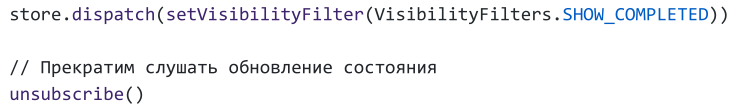 store.dispatch(setVisibilityFilter(VisibilityFilters.SHOW_COMPLETED))
// Прекратим слушать обновление состояния
unsubscribe()